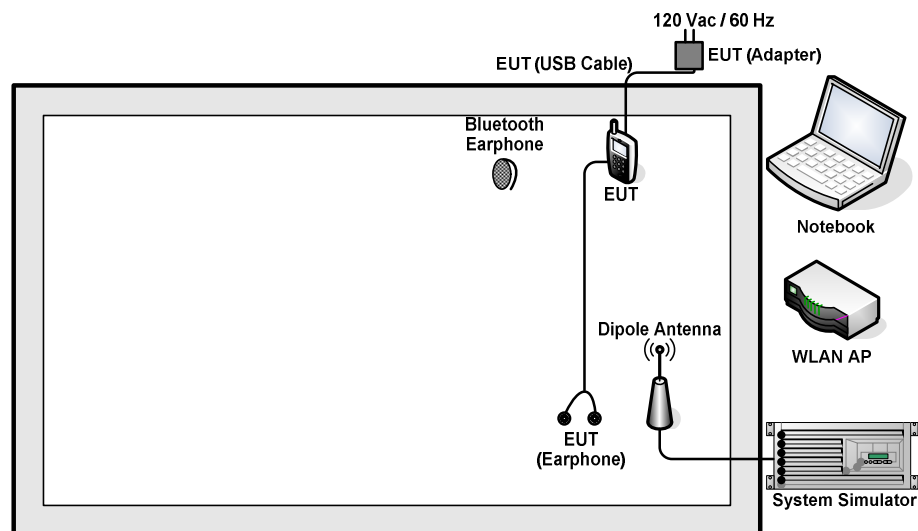 120 Vac / 60 Hz
EUT (Adapter)
EUT (USB Cable)
Bluetooth
Earphone
EUT
Notebook
Dipole Antenna
WLAN AP
EUT
(Earphone)
System Simulator